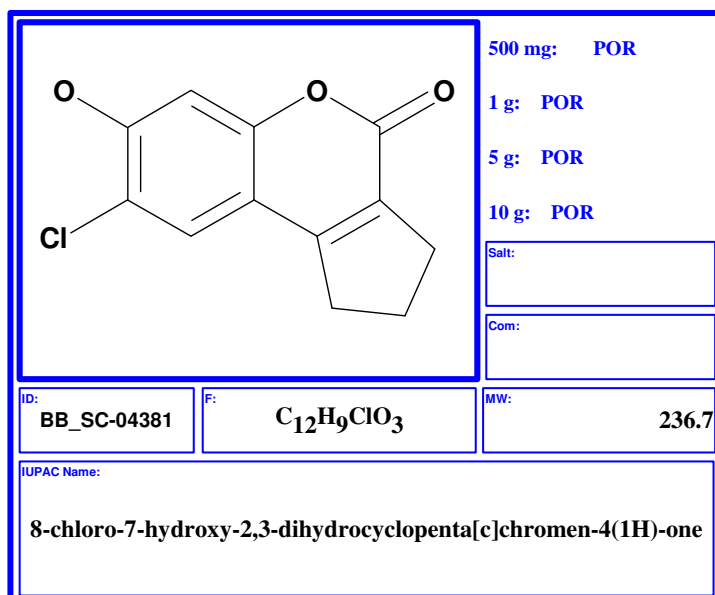 O
O
O
Cl
500 mg: POR
1 g: POR
5 g: POR
10 g: POR
Salt:
Com:
ID:
BB_SC-04381
F:
C12H9ClO3
MW:
236.7
IUPAC Name:
8-chloro-7-hydroxy-2,3-dihydrocyclopenta[c]chromen-4(1H)-one